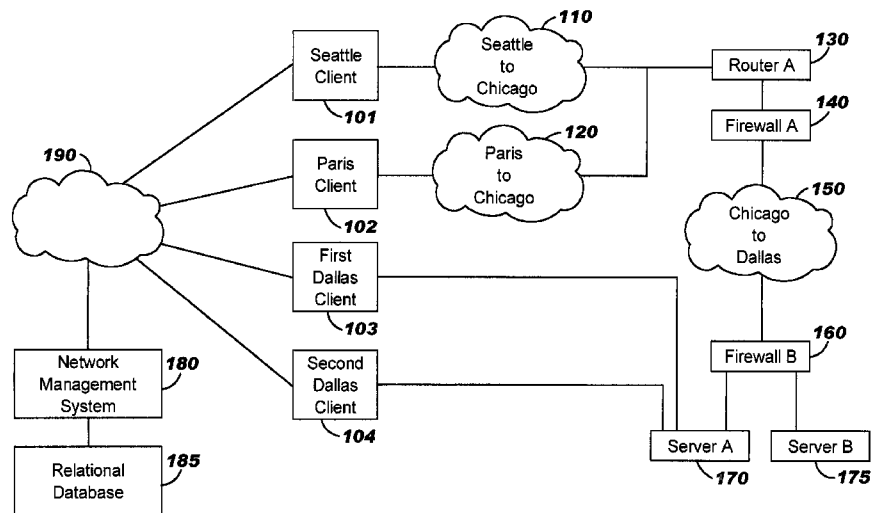 110
Seattle
to
Chicago
Seattle
Client
101
130
Router A
140
Firewall A
190
Paris
Client
102
120
Paris
to
Chicago
150
Chicago
to
Dallas
First
Dallas
Client
103
160
Firewall B
Network
Management
System
180
Second
Dallas
Client
104
Server A
170
Server B
175
Relational
Database
185